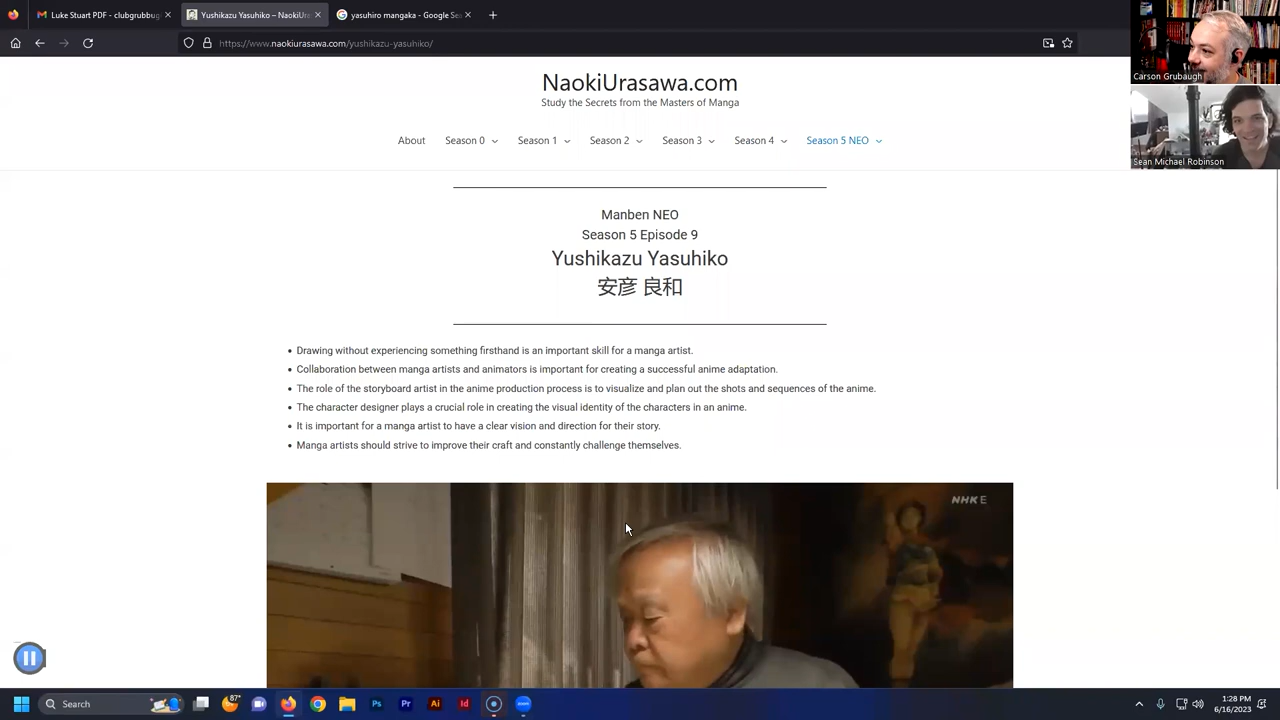 Luke Stuart PDF - clubgrubbug
Yushikazu Yasuhiko – NaokiUra
yasuhiro mangaka - Google Se
https://www.naokiurasawa.com/yushikazu-yasuhiko/
Carson Grubaugh
Sean Michael Robinson
NaokiUrasawa.com
Study the Secrets from the Masters of Manga
About
Season 0
Season 1
Season 2
Season 3
Season 4
Season 5 NEO
Manben NEO
Season 5 Episode 9
Yushikazu Yasuhiko
安彦 良和
• Drawing without experiencing something firsthand is an important skill for a manga artist.
• Collaboration between manga artists and animators is important for creating a successful anime adaptation.
• The role of the storyboard artist in the anime production process is to visualize and plan out the shots and sequences of the anime.
• The character designer plays a crucial role in creating the visual identity of the characters in an anime.
• It is important for a manga artist to have a clear vision and direction for their story.
• Manga artists should strive to improve their craft and constantly challenge themselves.
NHK E
Search
87°
Ps
Pr
Ai
Id
zoom
1:28 PM
6/16/2023